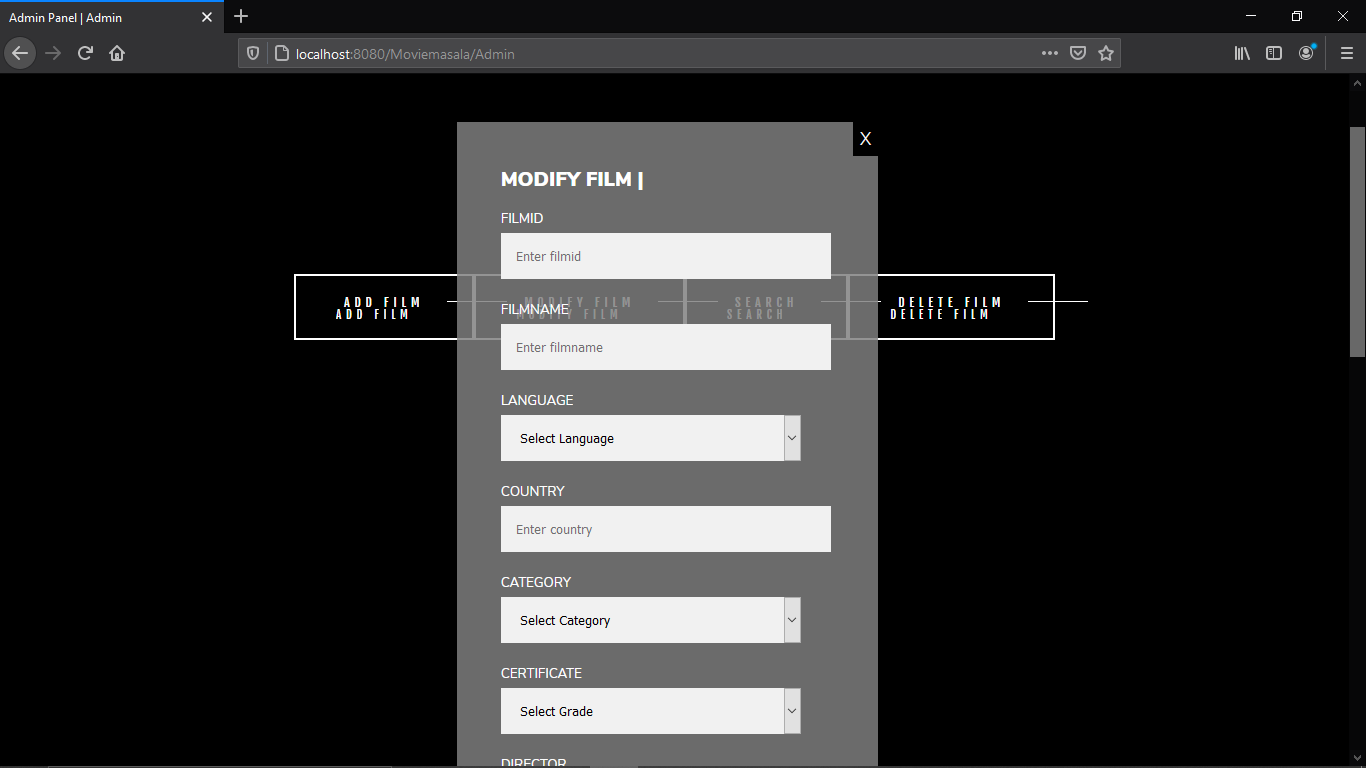 Admin Panel | Admin
localhost:8080/Moviemasala/Admin
X
MODIFY FILM |
FILMID
Enter filmid
ADD FILM MODIFY FILM SEARCH DELETE FILM
ADD FILM MODIFY FILM SEARCH DELETE FILM
FILMNAME
Enter filmname
LANGUAGE
Select Language
COUNTRY
Enter country
CATEGORY
Select Category
CERTIFICATE
Select Grade
DIRECTOR